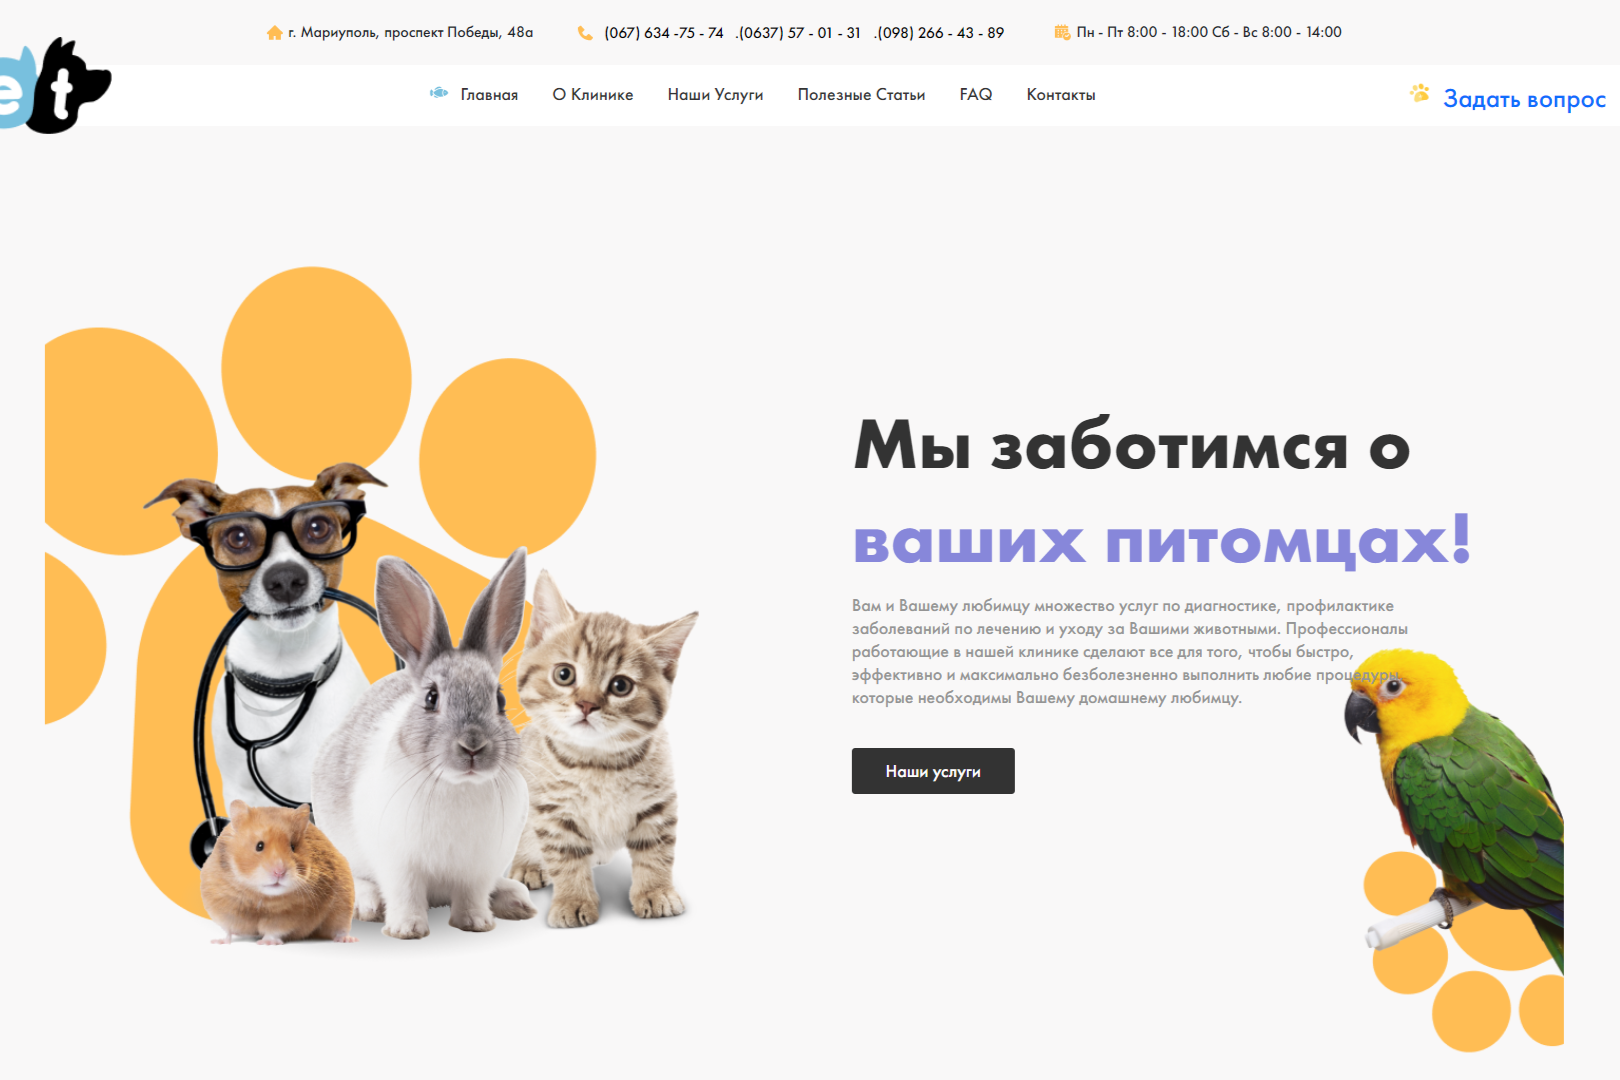 г. Мариуполь, проспект Победы, 48а
(067) 634 -75 - 74 .(0637) 57 - 01 - 31 .(098) 266 - 43 - 89
Пн - Пт 8:00 - 18:00 Сб - Вс 8:00 - 14:00
et
Главная
О Клинике
Наши Услуги
Полезные Статьи
FAQ
Контакты
Задать вопрос
Мы заботимся о
ваших питомцах!
Вам и Вашему любимцу множество услуг по диагностике, профилактике
заболеваний по лечению и уходу за Вашими животными. Профессионалы
работающие в нашей клинике сделают все для того, чтобы быстро,
эффективно и максимально безболезненно выполнить любие процедуры,
которые необходимы Вашему домашнему любимцу.
Наши услуги